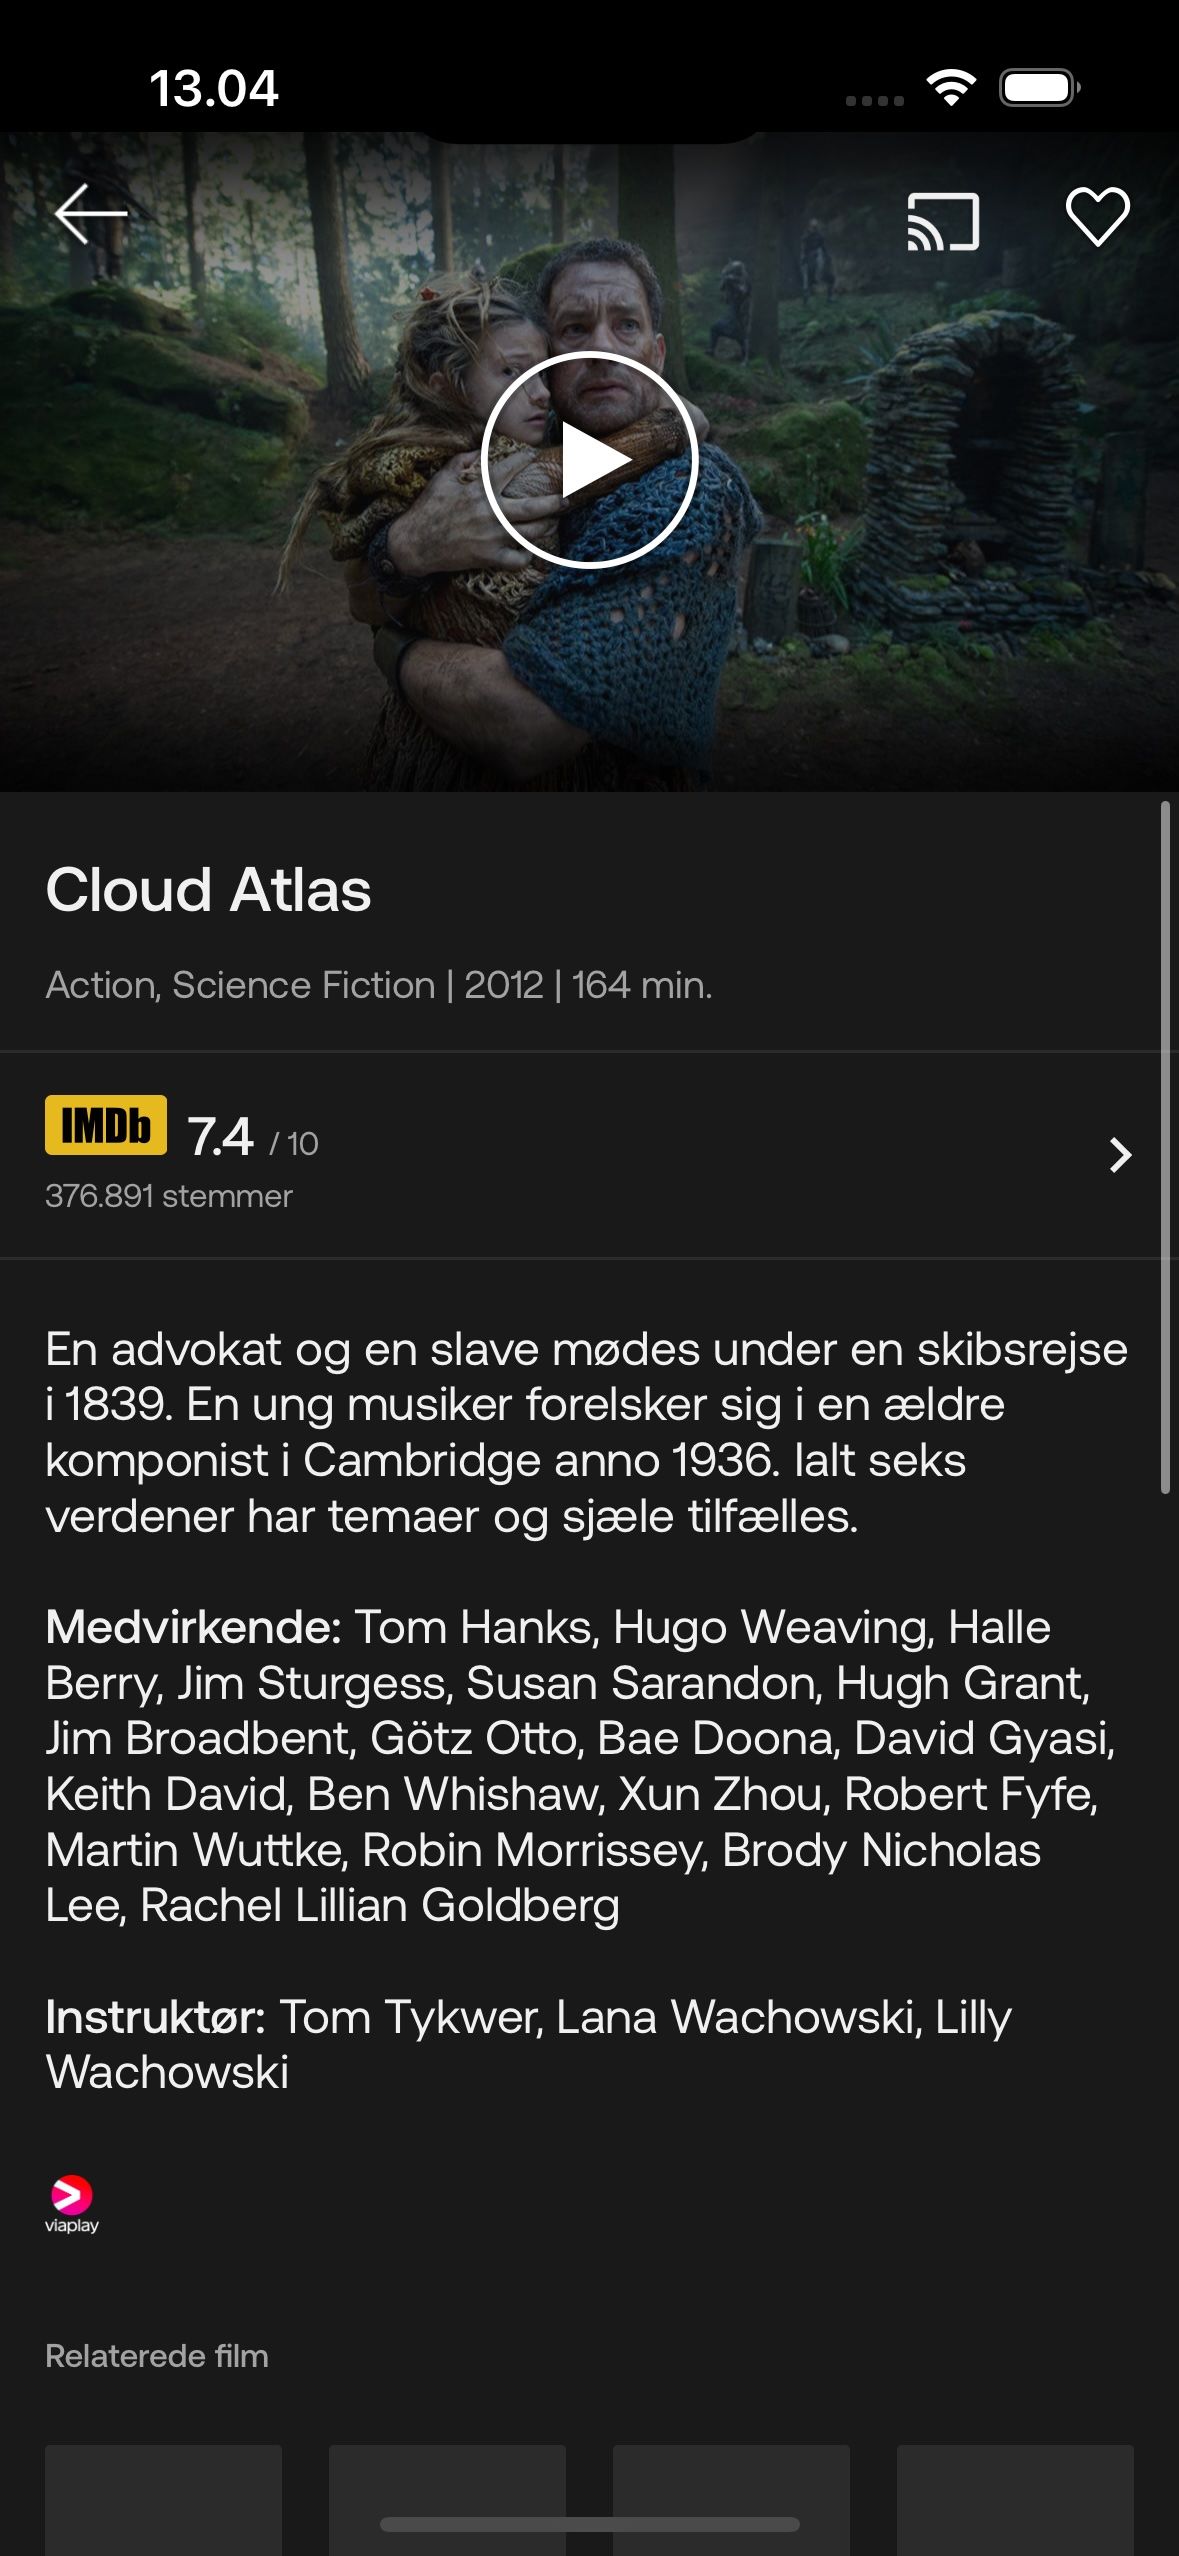 13.04
Cloud Atlas
Action, Science Fiction | 2012 | 164 min.
IMDb 7.4 / 10
376.891 stemmer
En advokat og en slave mødes under en skibsrejse
i 1839. En ung musiker forelsker sig i en ældre
komponist i Cambridge anno 1936. Ialt seks
verdener har temaer og sjæle tilfælles.
Medvirkende: Tom Hanks, Hugo Weaving, Halle
Berry, Jim Sturgess, Susan Sarandon, Hugh Grant,
Jim Broadbent, Götz Otto, Bae Doona, David Gyasi,
Keith David, Ben Whishaw, Xun Zhou, Robert Fyfe,
Martin Wuttke, Robin Morrissey, Brody Nicholas
Lee, Rachel Lillian Goldberg
Instruktør: Tom Tykwer, Lana Wachowski, Lilly
Wachowski
viaplay
Relaterede film